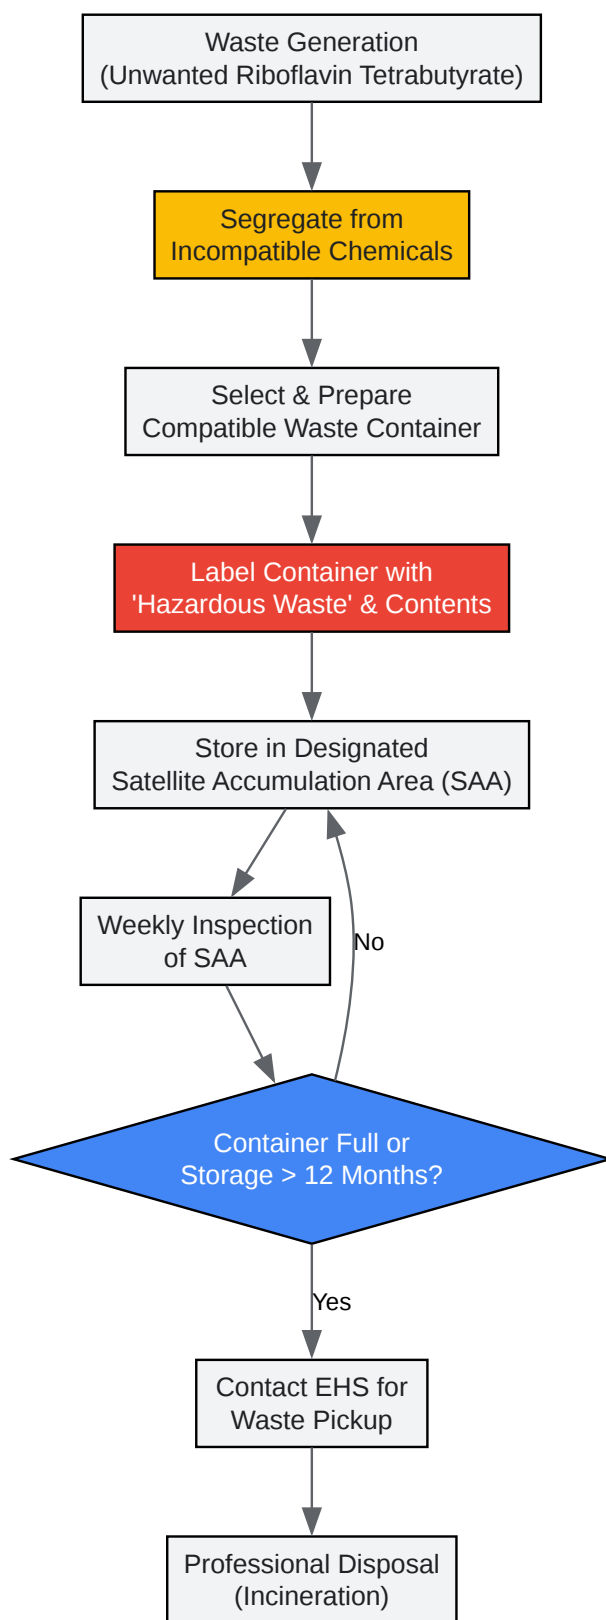 Waste Generation
(Unwanted Riboflavin Tetrabutyrate)
Segregate from
Incompatible Chemicals
Select & Prepare
Compatible Waste Container
Label Container with
'Hazardous Waste' & Contents
Store in Designated
Satellite Accumulation Area (SAA)
Weekly Inspection
of SAA
No
Container Full or
Storage > 12 Months?
Yes
Contact EHS for
Waste Pickup
Professional Disposal
(Incineration)